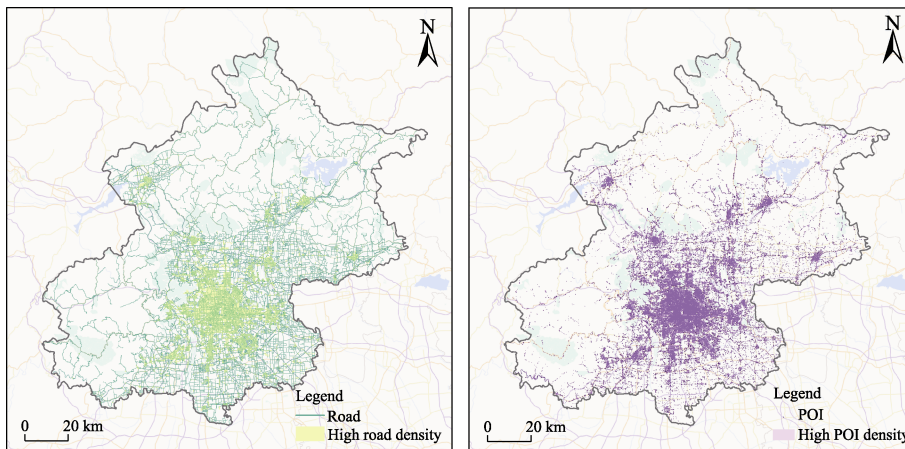 N
Legend
Road
High road density
0 20 km
N
Legend
POI
High POI density
0 20 km